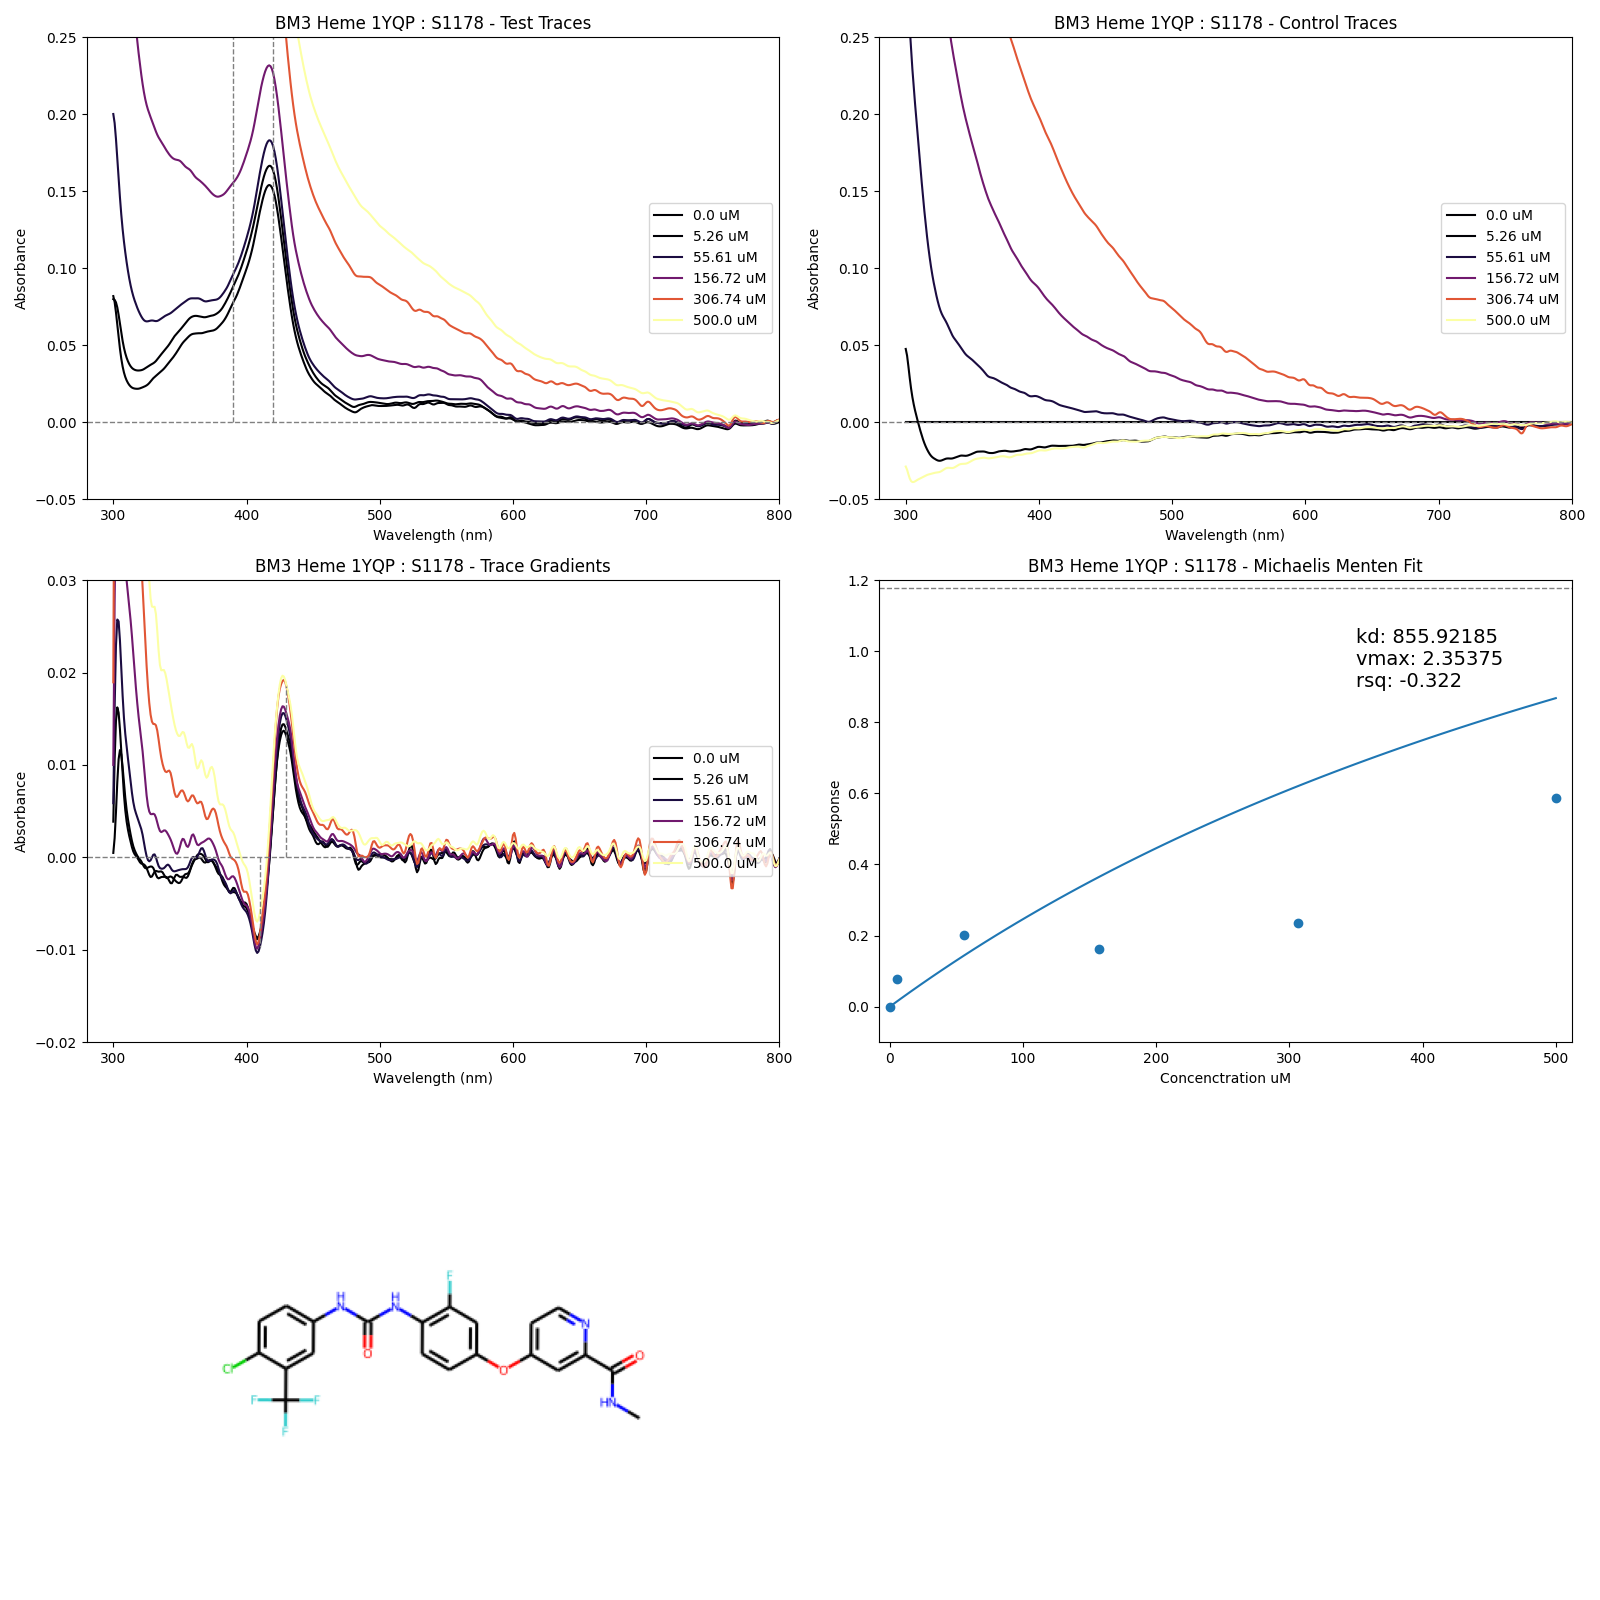 BM3 Heme 1YQP : S1178 - Test Traces
0.25
0.20
0.15
0.10
0.05
0.00
−0.05
Absorbance
0.0 uM
5.26 uM
55.61 uM
156.72 uM
306.74 uM
500.0 uM
300 400 500 600 700 800
Wavelength (nm)
BM3 Heme 1YQP : S1178 - Control Traces
0.25
0.20
0.15
0.10
0.05
0.00
−0.05
Absorbance
0.0 uM
5.26 uM
55.61 uM
156.72 uM
306.74 uM
500.0 uM
300 400 500 600 700 800
Wavelength (nm)
BM3 Heme 1YQP : S1178 - Trace Gradients
0.03
0.02
0.01
0.00
−0.01
−0.02
Absorbance
0.0 uM
5.26 uM
55.61 uM
156.72 uM
306.74 uM
500.0 uM
300 400 500 600 700 800
Wavelength (nm)
BM3 Heme 1YQP : S1178 - Michaelis Menten Fit
1.2
1.0
0.8
0.6
0.4
0.2
0.0
Response
kd: 855.92185
vmax: 2.35375
rsq: -0.322
0 100 200 300 400 500
Concenctration uM
F
H
N
H
N
N
O
O
Cl
O
F
F
HN
F